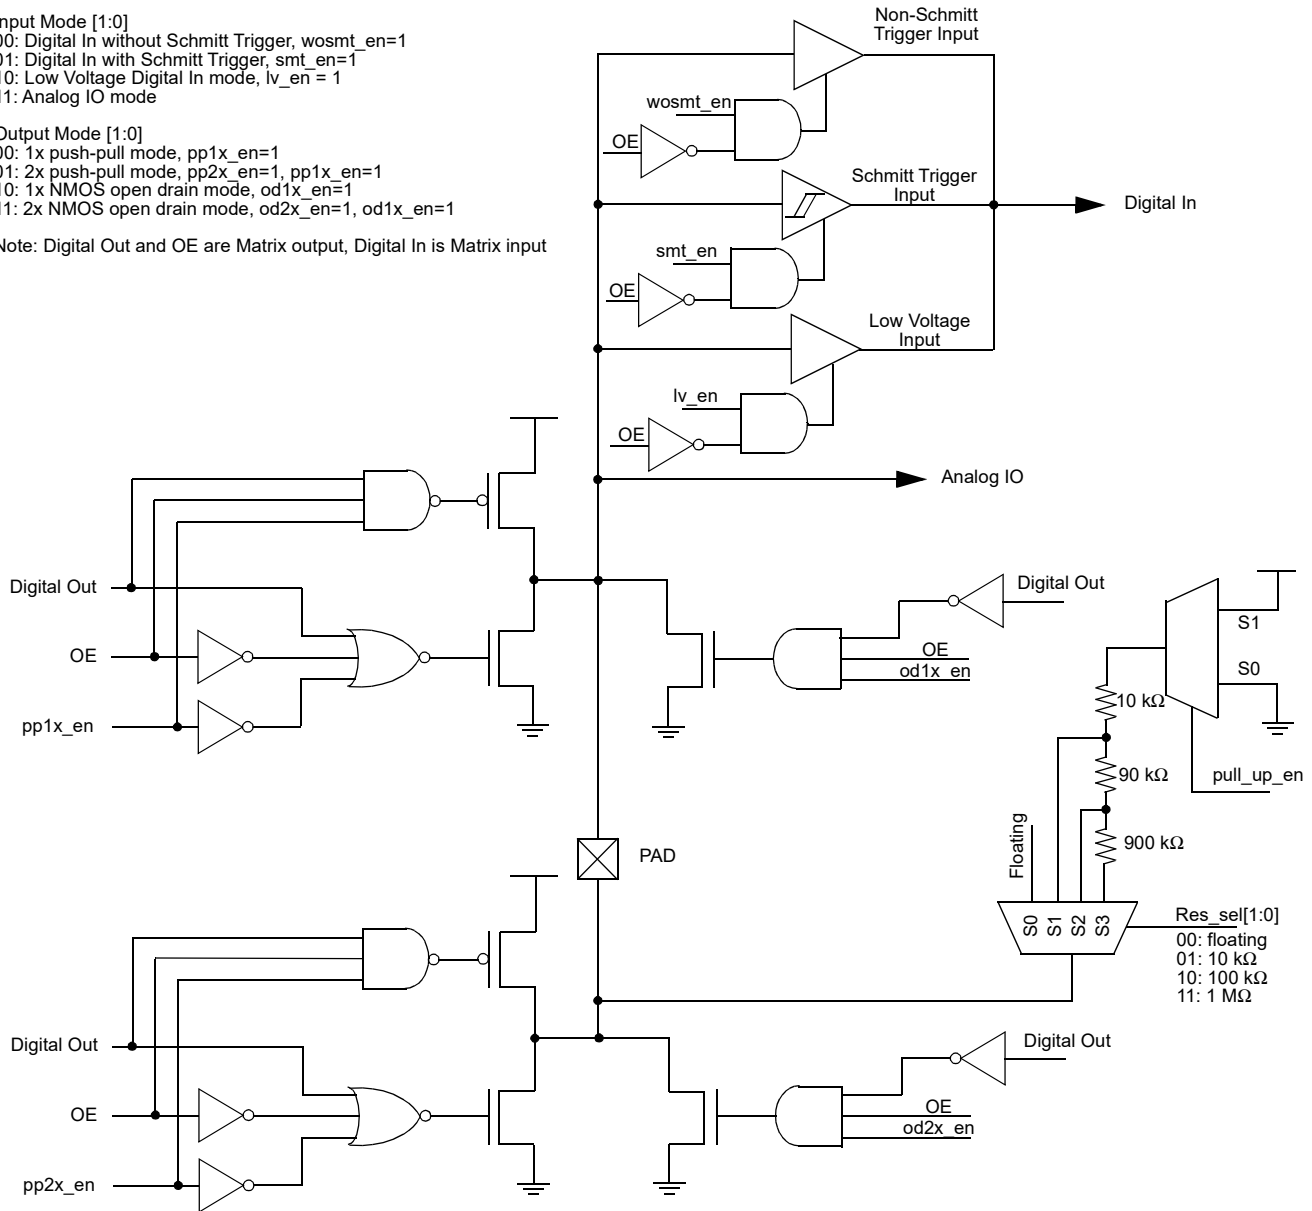 nput Mode [1:0]
00: Digital In without Schmitt Trigger, wosmt_en=1
01: Digital In with Schmitt Trigger, smt_en=1
10: Low Voltage Digital In mode, lv_en = 1
11: Analog IO mode
Output Mode [1:0]
00: 1x push-pull mode, pp1x_en=1
01: 2x push-pull mode, pp2x_en=1, pp1x_en=1
10: 1x NMOS open drain mode, od1x_en=1
11: 2x NMOS open drain mode, od2x_en=1, od1x_en=1
Note: Digital Out and OE are Matrix output, Digital In is Matrix input
Non-Schmitt
Trigger Input
wosmt_en
OE
Schmitt Trigger
Input
Digital In
smt_en
OE
Low Voltage
Input
lv_en
OE
Analog IO
Digital Out
OE
pp1x_en
Digital Out
OE
od1x_en
S1
S0
10 kΩ
90 kΩ
pull_up_en
900 kΩ
Floating
PAD
S0
S1
S2
S3
Res_sel[1:0]
00: floating
01: 10 kΩ
10: 100 kΩ
11: 1 MΩ
Digital Out
OE
pp2x_en
Digital Out
OE
od2x_en